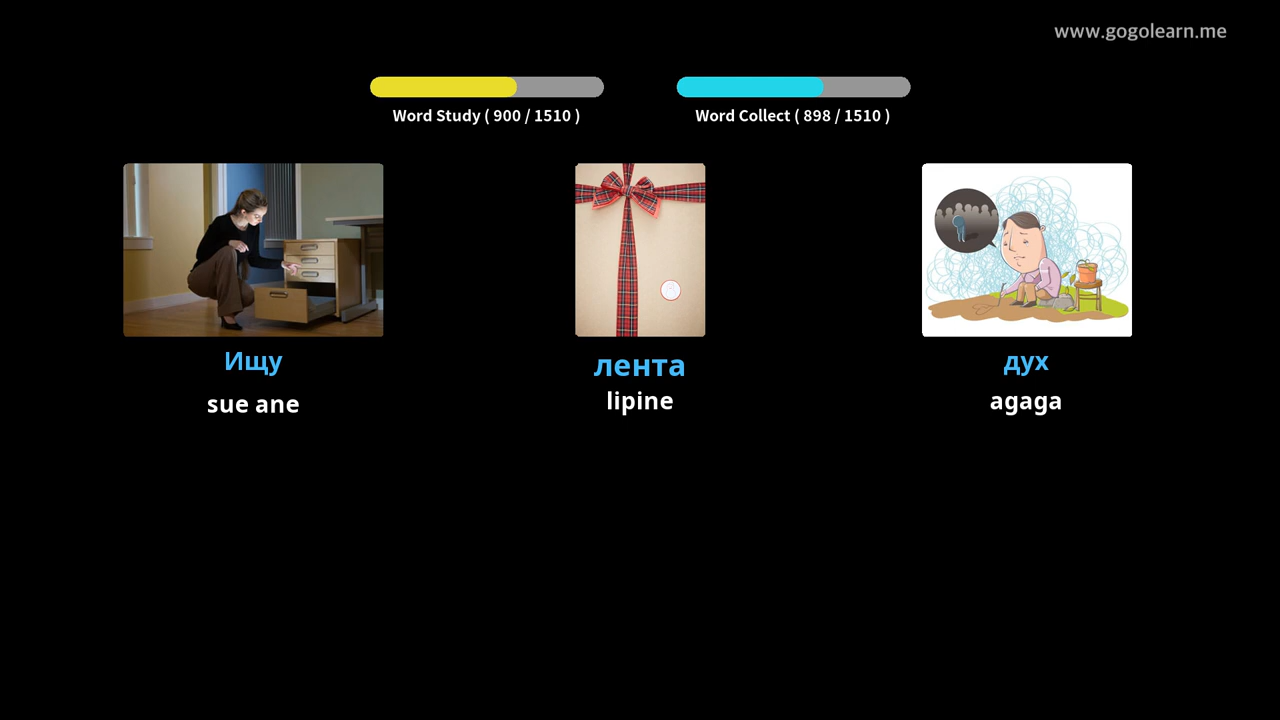 www.gogolearn.me
Word Study ( 900 / 1510 )
Word Collect ( 898 / 1510 )
Ищу
лента
дух
sue ane
lipine
agaga